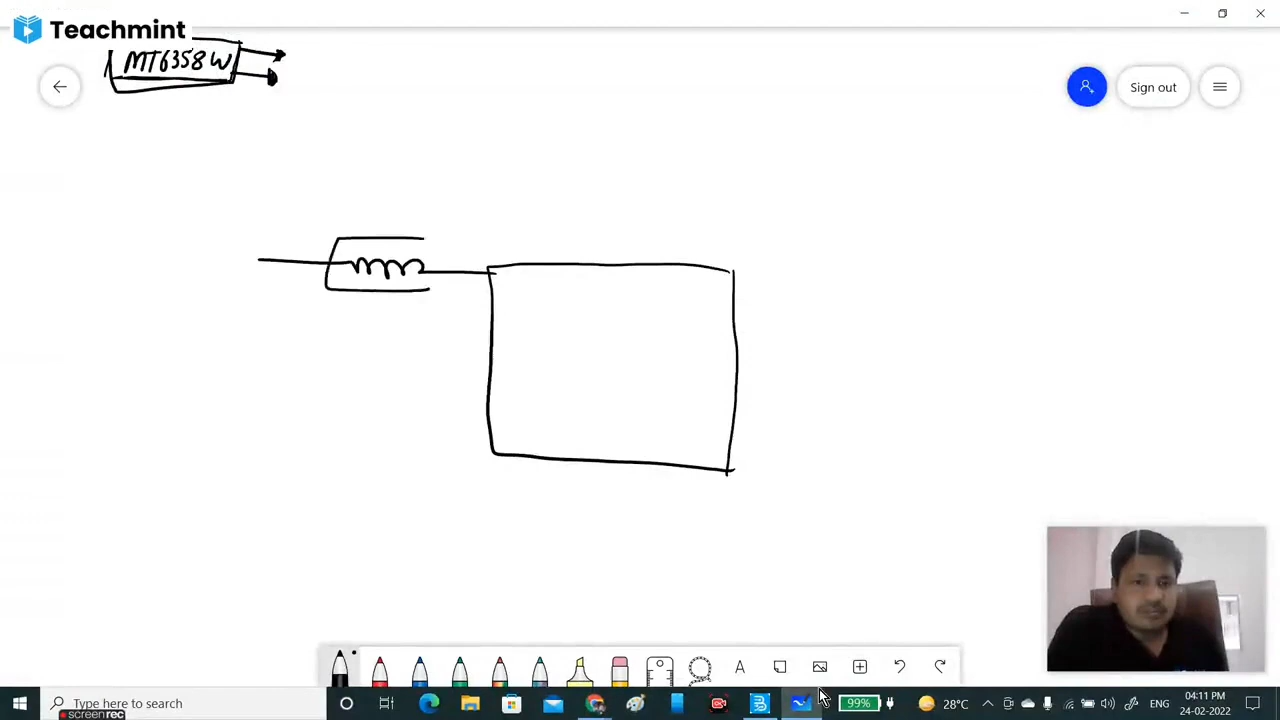 Teachmint
MT6358W
Sign out
A
Type here to search
screenrec
99%
28°C
ENG
04:11 PM
24-02-2022